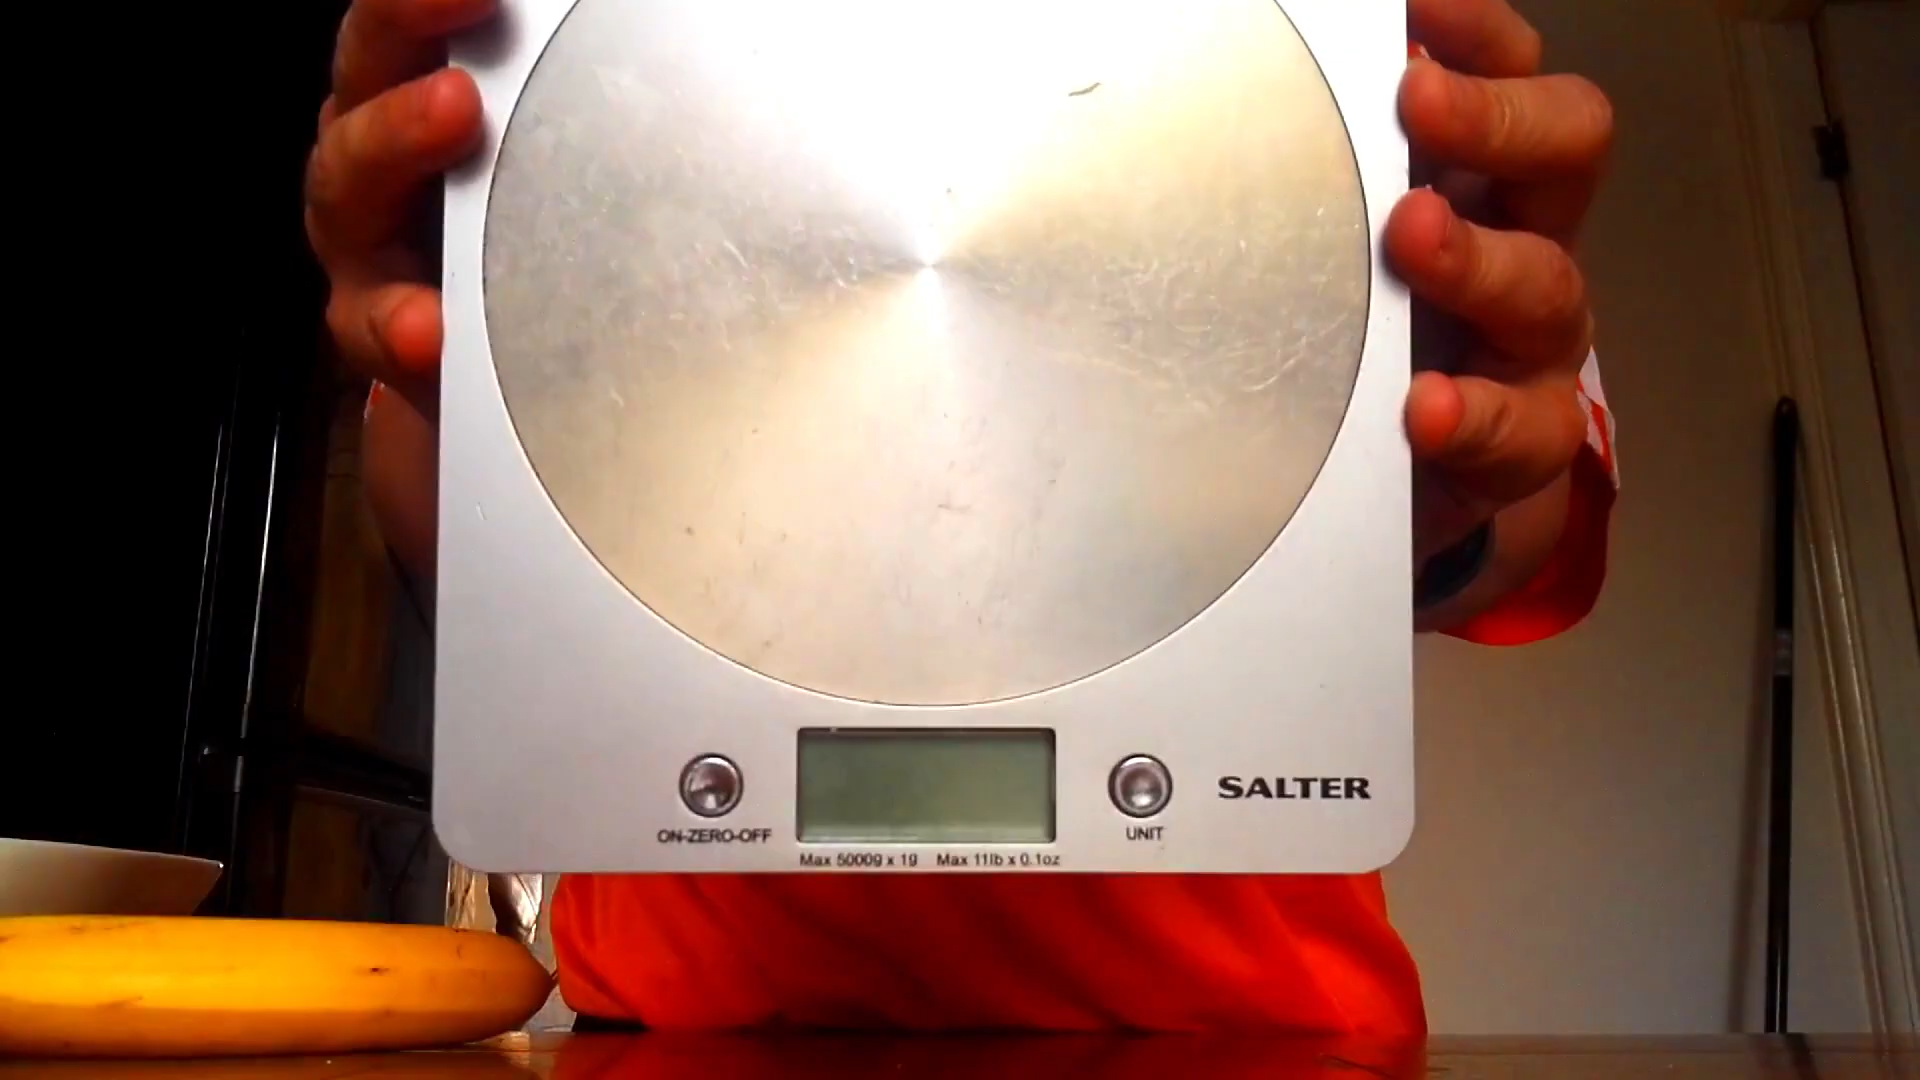 SALTER
ON-ZERO-OFF
UNIT
Max 5000g x 1g Max 11lb x 0.1oz